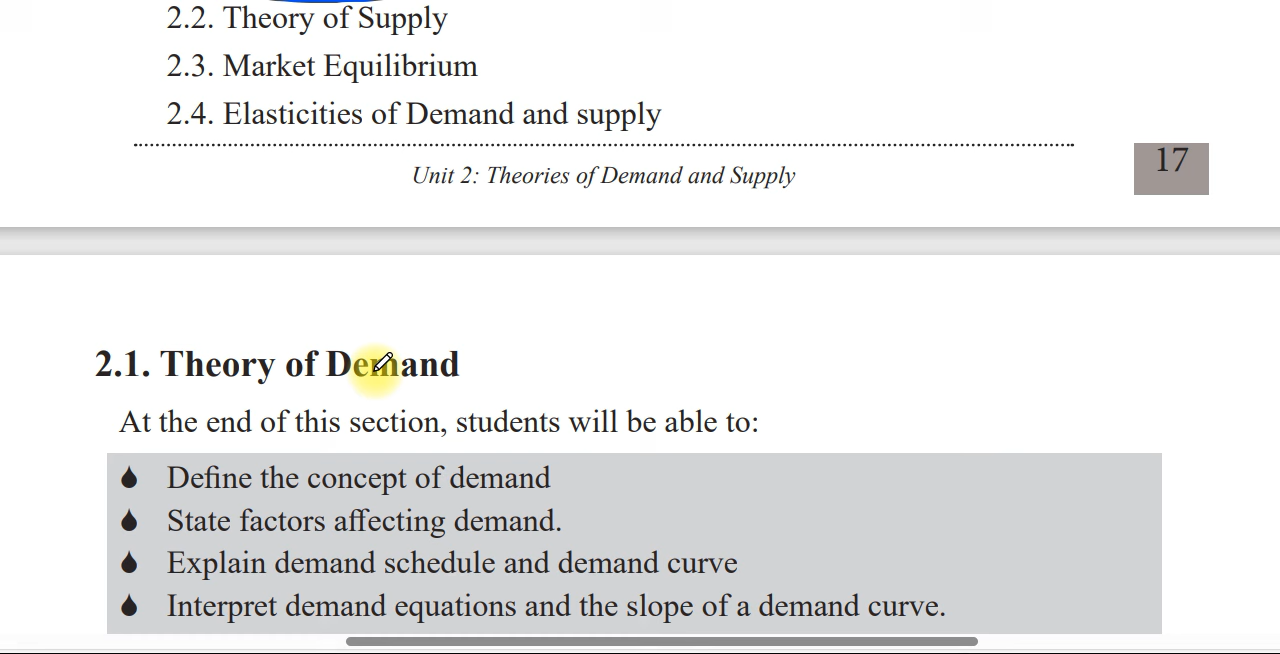 2.2. Theory of Supply
2.3. Market Equilibrium
2.4. Elasticities of Demand and supply
Unit 2: Theories of Demand and Supply
17
2.1. Theory of Demand
At the end of this section, students will be able to:
Define the concept of demand
State factors affecting demand.
Explain demand schedule and demand curve
Interpret demand equations and the slope of a demand curve.